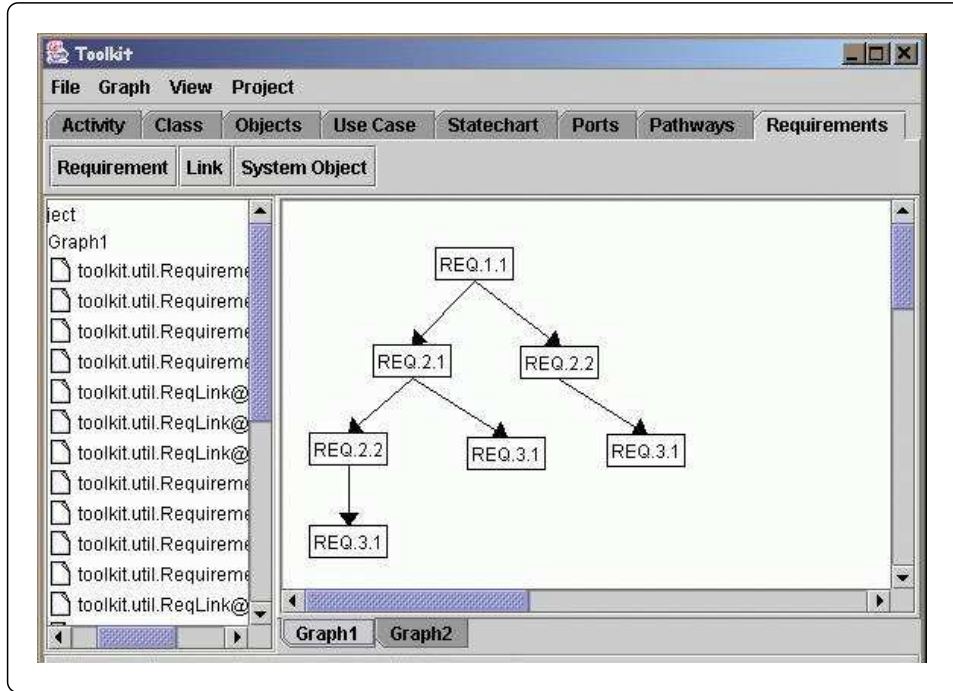 Toolkit
File Graph View Project
Activity Class Objects Use Case Statechart Ports Pathways Requirements
Requirement Link System Object
ject
Graph1
toolkit.util.Requireme
toolkit.util.Requireme
toolkit.util.Requireme
toolkit.util.Requireme
toolkit.util.ReqLink@
toolkit.util.ReqLink@
toolkit.util.ReqLink@
toolkit.util.Requireme
toolkit.util.Requireme
toolkit.util.Requireme
toolkit.util.Requireme
toolkit.util.ReqLink@
REQ.1.1
REQ.2.1 REQ.2.2
REQ.2.2 REQ.3.1 REQ.3.1
REQ.3.1
Graph1 Graph2